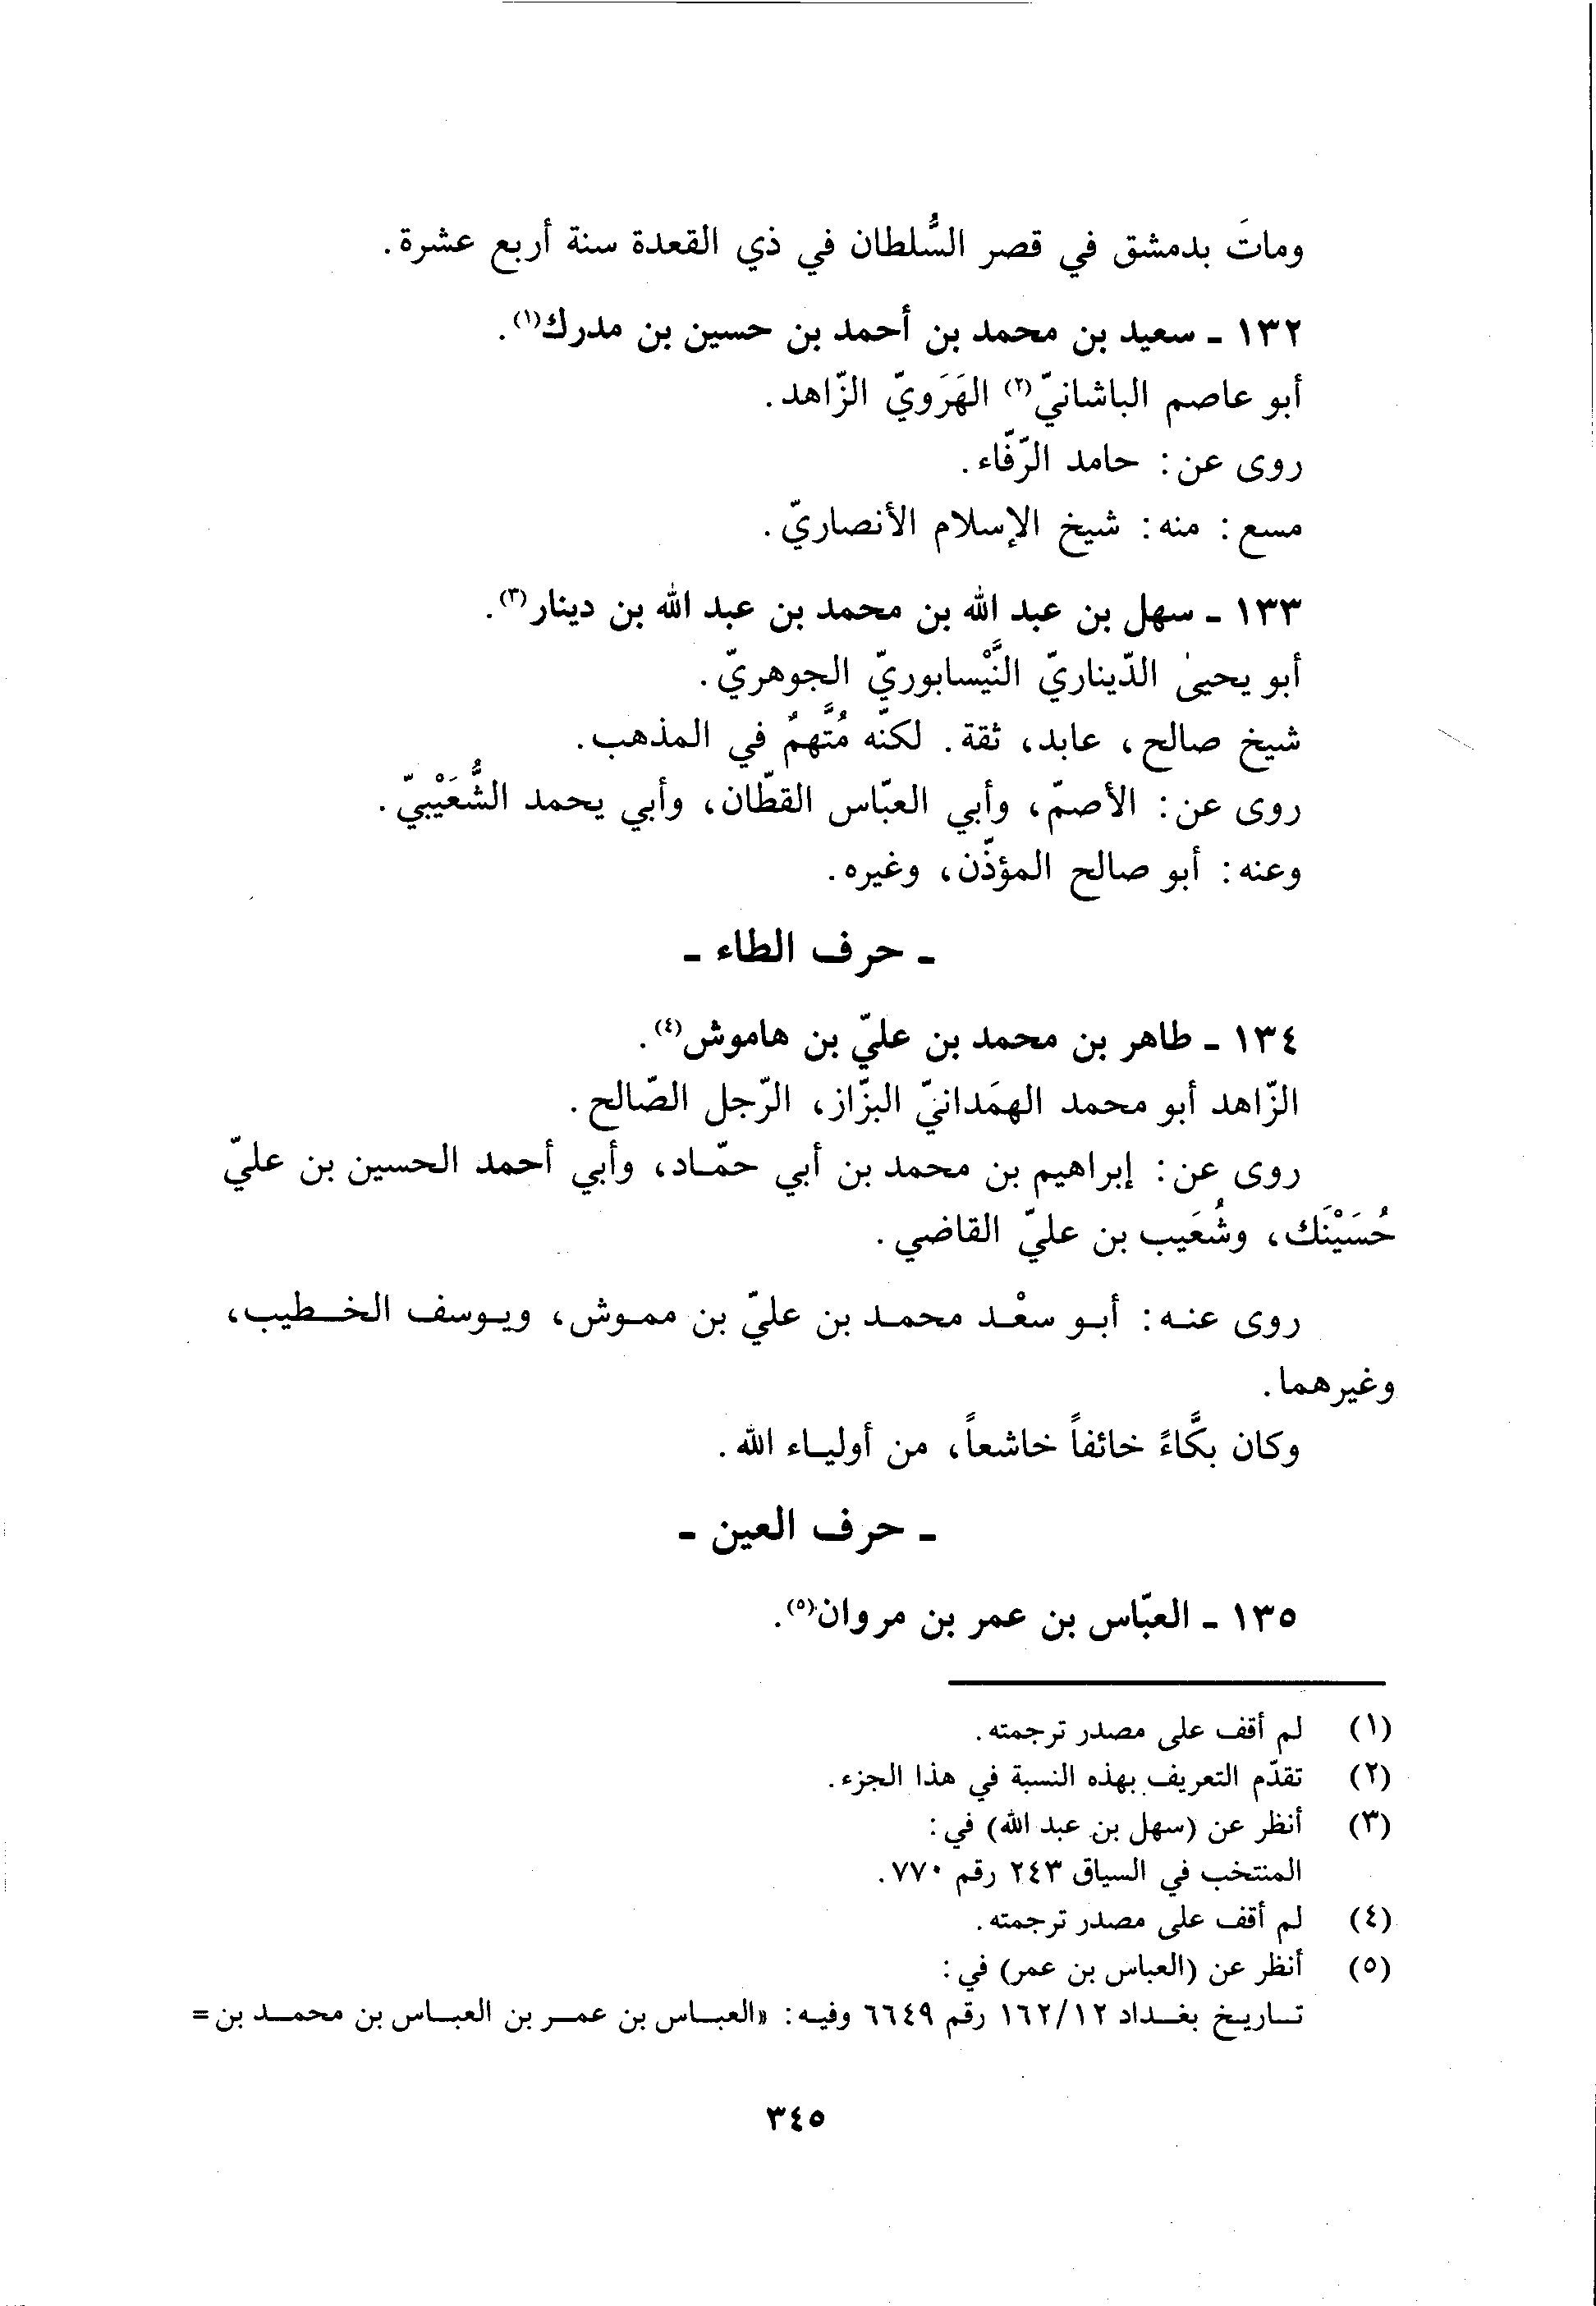 وماتَ بدمشق في قصر السُّلطان في ذي القعدة سنة أربع عشرة.
١٣٢ ـ سعيد بن محمد بن أحمد بن حسين بن مدرك(١).
أبو عاصم الباشانيّ(٢) الهَرَويّ الزّاهد.
روى عن: حامد الرّفّاء.
مسع: منه: شيخ الإسلام الأنصاريّ.
١٣٣ ـ سهل بن عبد الله بن محمد بن عبد الله بن دينار(٣).
أبو يحيىٰ الدّيناريّ النَّيْسابوريّ الجوهريّ.
شيخ صالح، عابد، ثقة. لكنّه مُتَّهمٌ في المذهب.
روى عن: الأصمّ، وأبي العبّاس القطّان، وأبي يحمد الشُّعَيْبيّ.
وعنه: أبو صالح المؤذّن، وغيره.
ـ حرف الطاء ـ
١٣٤ ـ طاهر بن محمد بن عليّ بن هاموش(٤).
الزّاهد أبو محمد الهمَدانيّ البزّاز، الرّجل الصّالح.
روى عن: إبراهيم بن محمد بن أبي حمّاد، وأبي أحمد الحسين بن عليّ
حُسَيْنَك، وشُعَيب بن عليّ القاضي.
روى عنه: أبو سعْد محمد بن عليّ بن مموش، ويوسف الخطيب،
وغيرهما.
وكان بكَّاءً خائفاً خاشعاً، من أولياء الله.
ـ حرف العين ـ
١٣٥ ـ العبّاس بن عمر بن مروان(٥).
(١) لم أقف على مصدر ترجمته.
(٢) تقدّم التعريف بهذه النسبة في هذا الجزء.
(٣) أنظر عن (سهل بن عبد الله) في:
المنتخب في السياق ٢٤٣ رقم ٧٧٠.
(٤) لم أقف على مصدر ترجمته.
(٥) أنظر عن (العباس بن عمر) في:
تاريخ بغداد ١٦٢/١٢ رقم ٦٦٤٩ وفيه: «العباس بن عمر بن العباس بن محمد بن =
٣٤٥